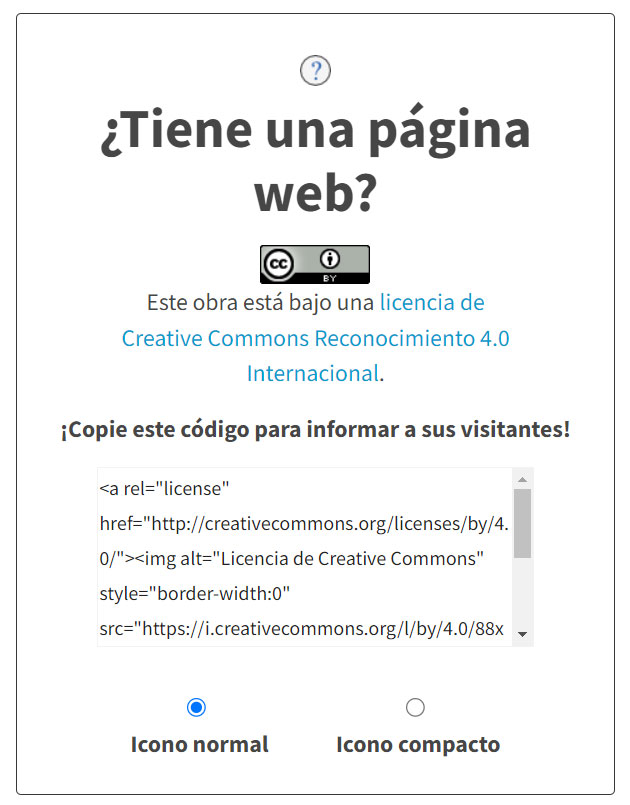 ?
¿Tiene una página
web?
cc
BY
Este obra está bajo una licencia de
Creative Commons Reconocimiento 4.0
Internacional.
¡Copie este código para informar a sus visitantes!
<a rel="license"
href="http://creativecommons.org/licenses/by/4.
0/"><img alt="Licencia de Creative Commons"
style="border-width:0"
src="https://i.creativecommons.org/l/by/4.0/88x
Icono normal
Icono compacto